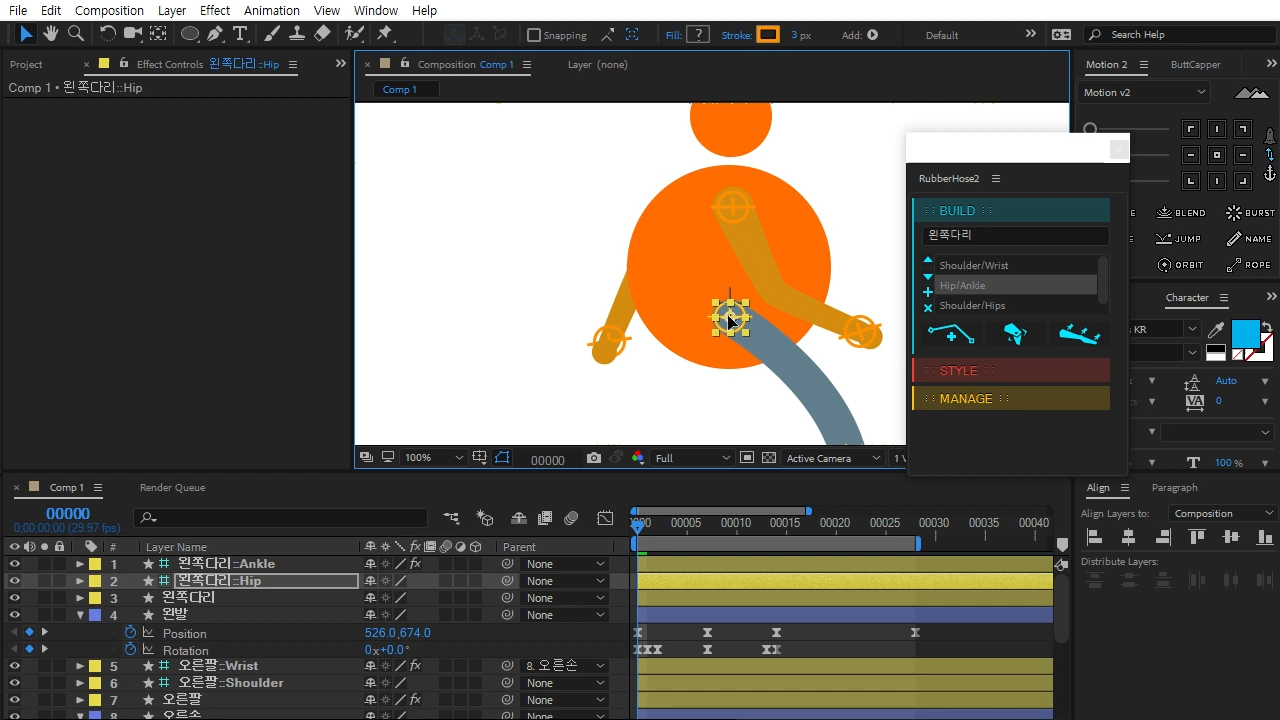 File Edit Composition Layer Effect Animation View Window Help
Snapping Fill: ? Stroke: 3 px Add: Default Search Help
Project × Effect Controls 왼쪽다리::Hip × Composition Comp 1 Layer (none) Motion 2 ButtCapper
Comp 1 • 왼쪽다리::Hip Comp 1 Motion v2
RubberHose2
:: BUILD ::
왼쪽다리
Shoulder/Wrist
Hip/Ankle
Shoulder/Hips
:: STYLE ::
:: MANAGE ::
BLEND BURST
JUMP NAME
ORBIT ROPE
Character
KR
Auto
VA 0
100 %
100% 00000 Full Active Camera 1 V
× Comp 1 Render Queue
00000
0;00;00;00 (29.97 fps)
00005 00010 00015 00020 00025 00030 00035 00040
# Layer Name fx Parent
1 왼쪽다리::Ankle fx None
2 왼쪽다리::Hip None
3 왼쪽다리 None
4 왼발 None
Position 526.0,674.0
Rotation 0x+0.0°
5 오른팔::Wrist fx 8. 오른손
6 오른팔::Shoulder None
7 오른팔 fx None
8 오른손 None
Align Paragraph
Align Layers to: Composition
Distribute Layers: